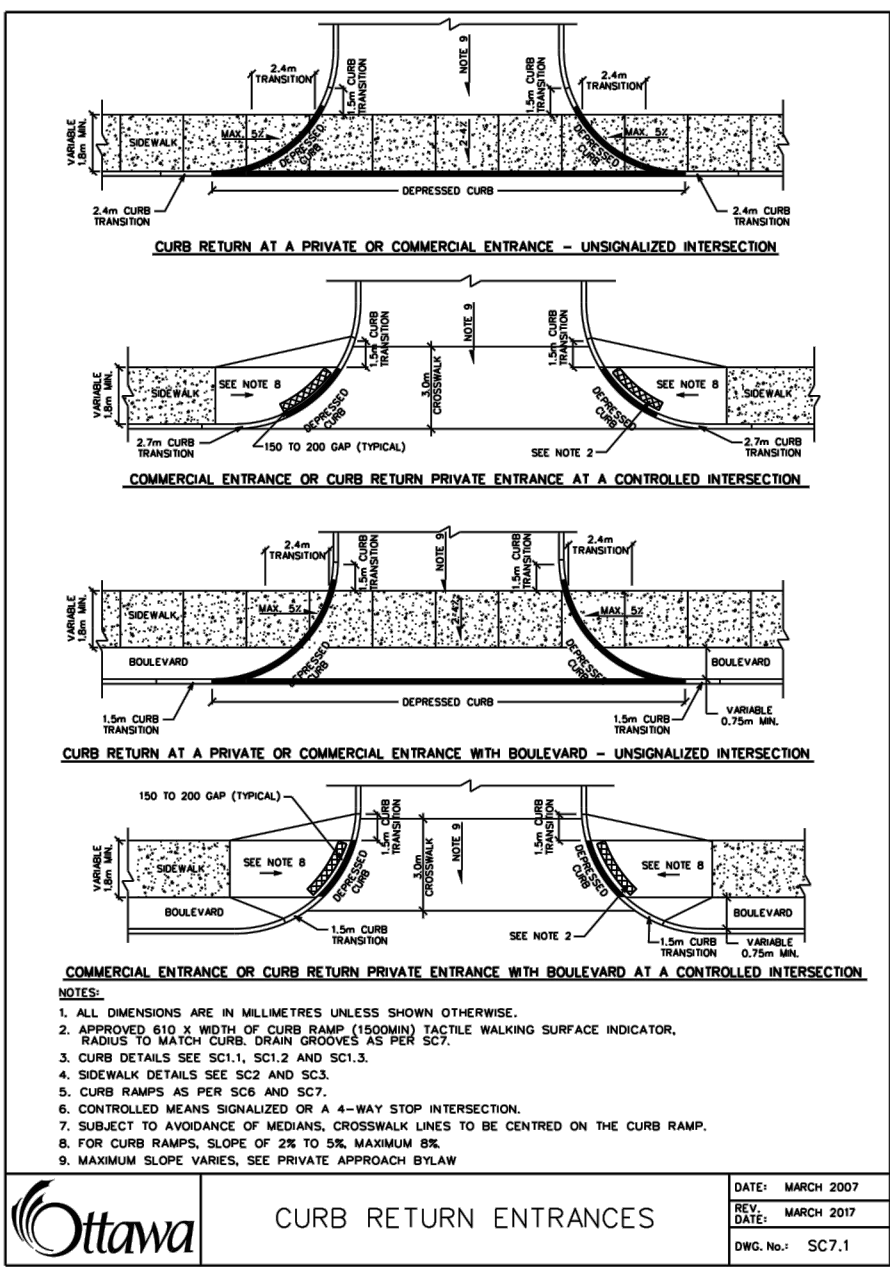 2.4m
TRANSITION
1.5m CURB
TRANSITION
NOTE 9
2.4m
TRANSITION
1.5m CURB
TRANSITION
VARIABLE
1.8m MIN.
SIDEWALK
MAX. 5%
DEPRESSED
CURB
2-4%
DEPRESSED
CURB
MAX. 5%
DEPRESSED CURB
2.4m CURB
TRANSITION
2.4m CURB
TRANSITION
CURB RETURN AT A PRIVATE OR COMMERCIAL ENTRANCE - UNSIGNALIZED INTERSECTION
1.5m CURB
TRANSITION
NOTE 9
1.5m CURB
TRANSITION
VARIABLE
1.8m MIN.
SIDEWALK
SEE NOTE 8
DEPRESSED
CURB
3.0m
CROSSWALK
DEPRESSED
CURB
SEE NOTE 8
SIDEWALK
2.7m CURB
TRANSITION
150 TO 200 GAP (TYPICAL)
SEE NOTE 2
2.7m CURB
TRANSITION
COMMERCIAL ENTRANCE OR CURB RETURN PRIVATE ENTRANCE AT A CONTROLLED INTERSECTION
2.4m
TRANSITION
1.5m CURB
TRANSITION
NOTE 9
1.5m CURB
TRANSITION
2.4m
TRANSITION
VARIABLE
1.8m MIN.
SIDEWALK
MAX. 5%
2-4%
MAX. 5%
BOULEVARD
DEPRESSED
CURB
DEPRESSED
CURB
BOULEVARD
DEPRESSED CURB
1.5m CURB
TRANSITION
1.5m CURB
TRANSITION
VARIABLE
0.75m MIN.
CURB RETURN AT A PRIVATE OR COMMERCIAL ENTRANCE WITH BOULEVARD - UNSIGNALIZED INTERSECTION
150 TO 200 GAP (TYPICAL)
1.5m CURB
TRANSITION
NOTE 9
1.5m CURB
TRANSITION
VARIABLE
1.8m MIN.
SIDEWALK
SEE NOTE 8
DEPRESSED
CURB
3.0m
CROSSWALK
DEPRESSED
CURB
SEE NOTE 8
SIDEWALK
BOULEVARD
BOULEVARD
1.5m CURB
TRANSITION
SEE NOTE 2
1.5m CURB
TRANSITION
VARIABLE
0.75m MIN.
COMMERCIAL ENTRANCE OR CURB RETURN PRIVATE ENTRANCE WITH BOULEVARD AT A CONTROLLED INTERSECTION
NOTES:
1. ALL DIMENSIONS ARE IN MILLIMETRES UNLESS SHOWN OTHERWISE.
2. APPROVED 610 X WIDTH OF CURB RAMP (1500MIN) TACTILE WALKING SURFACE INDICATOR,
RADIUS TO MATCH CURB. DRAIN GROOVES AS PER SC7.
3. CURB DETAILS SEE SC1.1, SC1.2 AND SC1.3.
4. SIDEWALK DETAILS SEE SC2 AND SC3.
5. CURB RAMPS AS PER SC6 AND SC7.
6. CONTROLLED MEANS SIGNALIZED OR A 4-WAY STOP INTERSECTION.
7. SUBJECT TO AVOIDANCE OF MEDIANS, CROSSWALK LINES TO BE CENTRED ON THE CURB RAMP.
8. FOR CURB RAMPS, SLOPE OF 2% TO 5%, MAXIMUM 8%.
9. MAXIMUM SLOPE VARIES, SEE PRIVATE APPROACH BYLAW
Ottawa
CURB RETURN ENTRANCES
DATE: MARCH 2007
REV.
DATE: MARCH 2017
DWG. No.: SC7.1